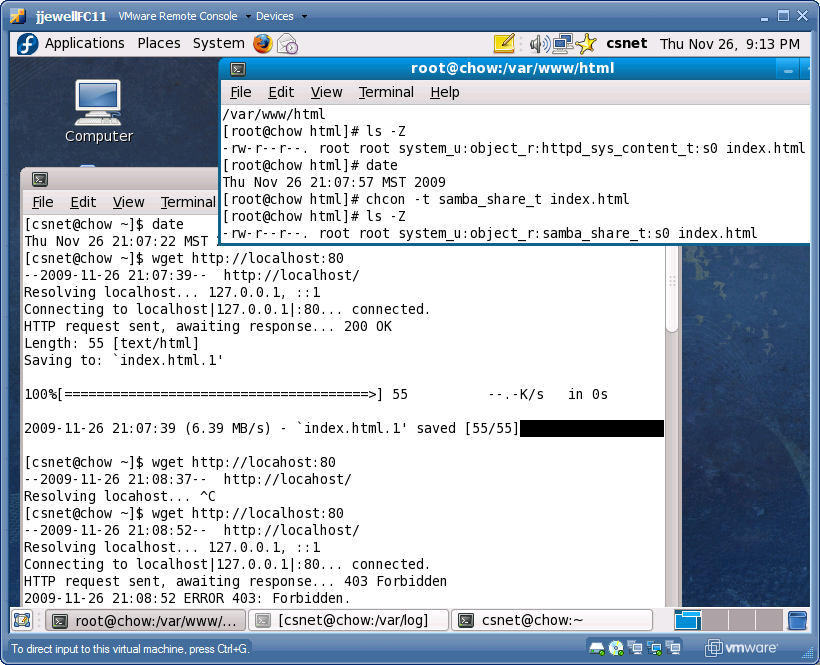 jjewellFC11 VMware Remote Console Devices
Applications Places System csnet Thu Nov 26, 9:13 PM
Computer
root@chow:/var/www/html
File Edit View Terminal Help
/var/www/html
[root@chow html]# ls -Z
-rw-r--r--. root root system_u:object_r:httpd_sys_content_t:s0 index.html
[root@chow html]# date
Thu Nov 26 21:07:57 MST 2009
[root@chow html]# chcon -t samba_share_t index.html
[root@chow html]# ls -Z
-rw-r--r--. root root system_u:object_r:samba_share_t:s0 index.html
File Edit View Terminal
[csnet@chow ~]$ date
Thu Nov 26 21:07:22 MST
[csnet@chow ~]$ wget http://localhost:80
--2009-11-26 21:07:39-- http://localhost/
Resolving localhost... 127.0.0.1, ::1
Connecting to localhost|127.0.0.1|:80... connected.
HTTP request sent, awaiting response... 200 OK
Length: 55 [text/html]
Saving to: `index.html.1'
100%[======================================>] 55 --.-K/s in 0s
2009-11-26 21:07:39 (6.39 MB/s) - `index.html.1' saved [55/55]
[csnet@chow ~]$ wget http://locahost:80
--2009-11-26 21:08:37-- http://locahost/
Resolving locahost... ^C
[csnet@chow ~]$ wget http://localhost:80
--2009-11-26 21:08:52-- http://localhost/
Resolving localhost... 127.0.0.1, ::1
Connecting to localhost|127.0.0.1|:80... connected.
HTTP request sent, awaiting response... 403 Forbidden
2009-11-26 21:08:52 ERROR 403: Forbidden.
root@chow:/var/www/... [csnet@chow:/var/log] csnet@chow:~
To direct input to this virtual machine, press Ctrl+G. vmware